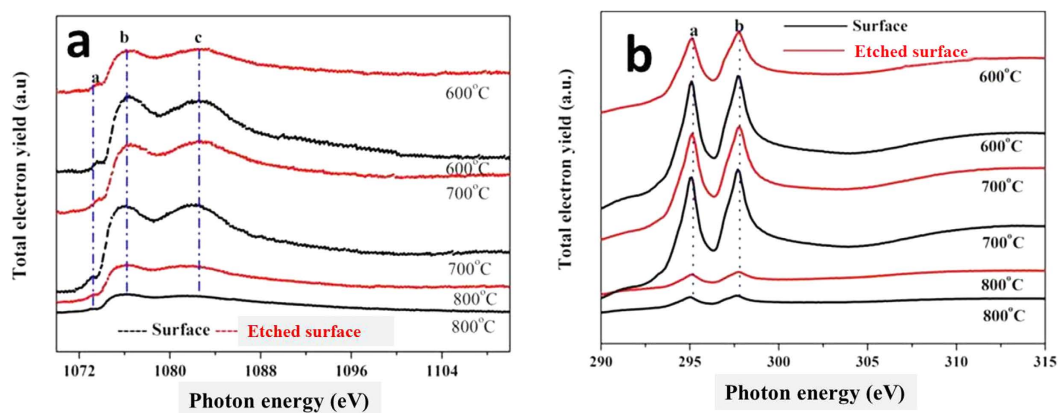 a
a
b
c
600°C
600°C
700°C
700°C
800°C
800°C
Surface
Etched surface
Total electron yield (a.u)
1072
1080
1088
1096
1104
Photon energy (eV)
b
a
b
Surface
Etched surface
600°C
600°C
700°C
700°C
800°C
800°C
Total electron yield (a.u.)
290
295
300
305
310
315
Photon energy (eV)